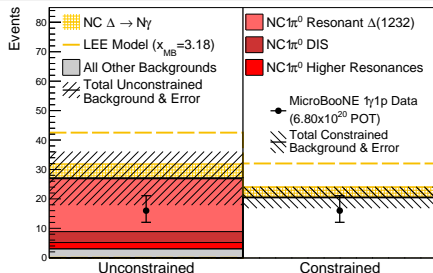 Events
80
70
60
50
40
30
20
10
0
NC Δ → Nγ
LEE Model (x_MB=3.18)
All Other Backgrounds
Total Unconstrained
Background & Error
NC1π⁰ Resonant Δ(1232)
NC1π⁰ DIS
NC1π⁰ Higher Resonances
MicroBooNE 1γ1p Data
(6.80x10²⁰ POT)
Total Constrained
Background & Error
Unconstrained
Constrained